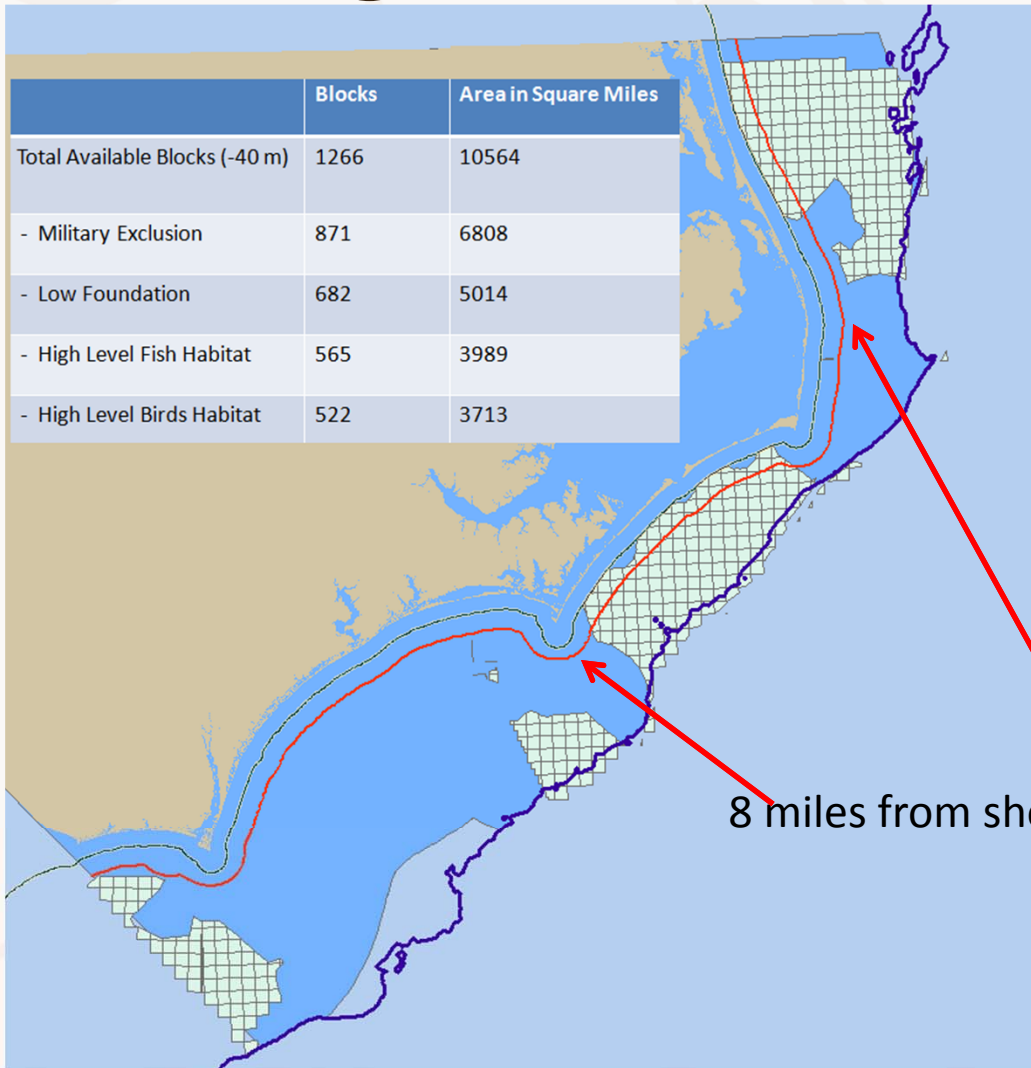 Blocks Area in Square Miles
Total Available Blocks (-40 m) 1266 10564
- Military Exclusion 871 6808
- Low Foundation 682 5014
- High Level Fish Habitat 565 3989
- High Level Birds Habitat 522 3713
8 miles from sho